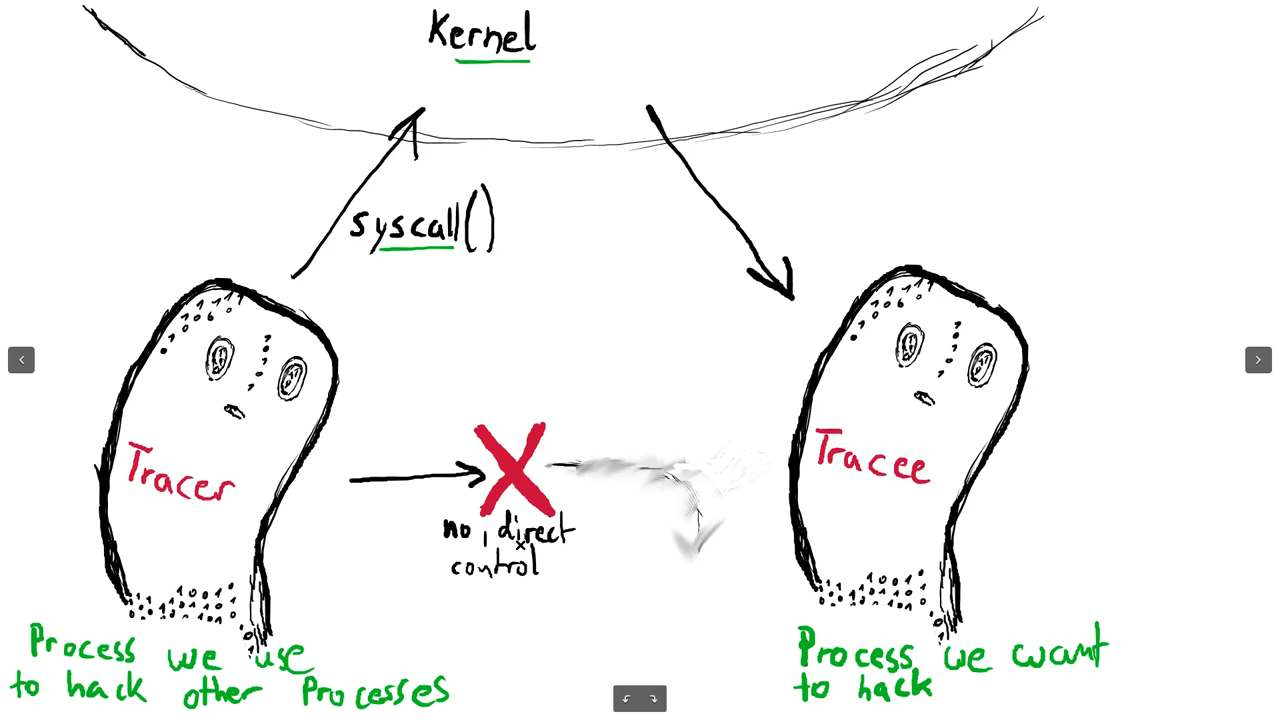 Kernel
syscall()
Tracer
Tracee
no direct
control
Process we use
to hack other Processes
Process we want
to hack